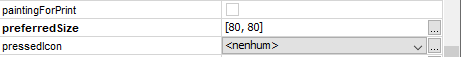 paintingForPrint
preferredSize [80, 80] ...
pressedIcon <nenhum> ...